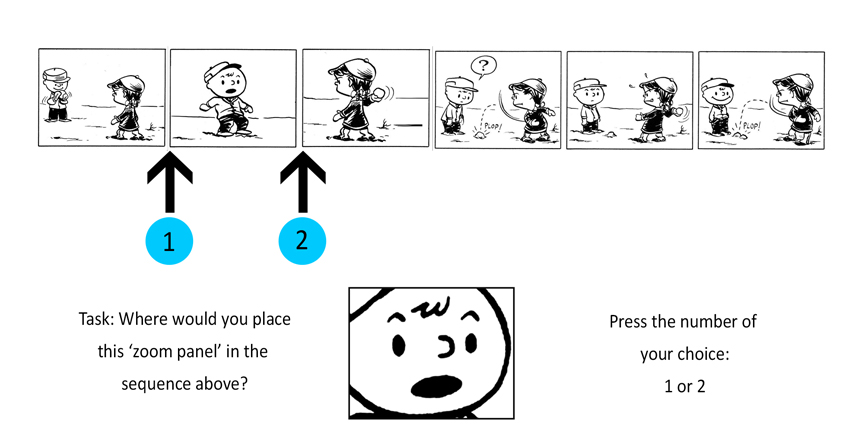 ?
PLOP!
PLOP!
1
2
Task: Where would you place
this ‘zoom panel’ in the
sequence above?
Press the number of
your choice:
1 or 2